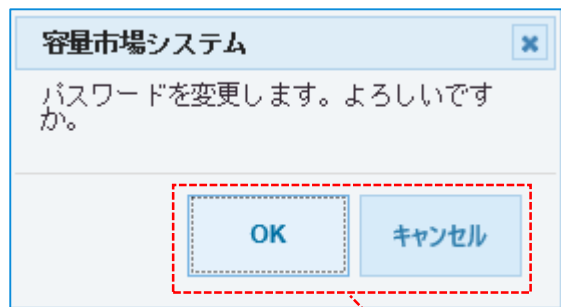 容量市場システム
パスワードを変更します。よろしいです
か。
OK
キャンセル